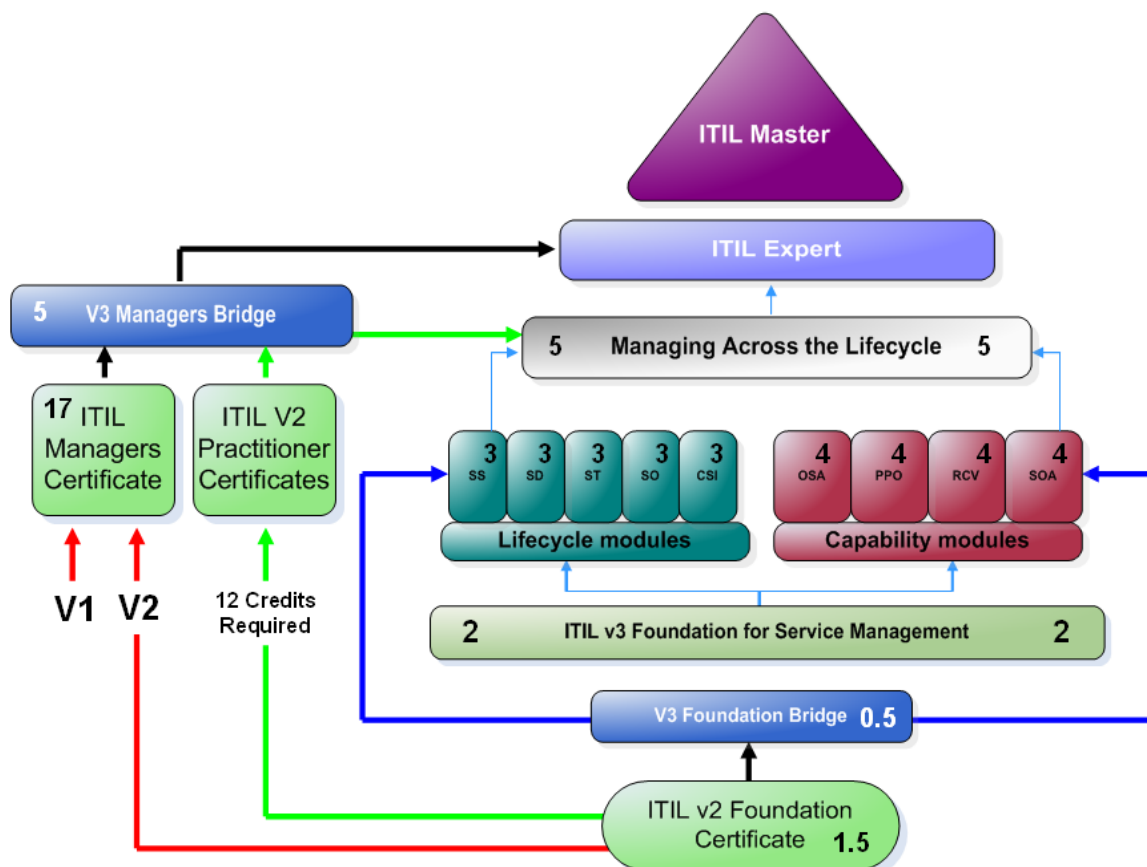 ITIL Master
ITIL Expert
5 V3 Managers Bridge
5 Managing Across the Lifecycle 5
17 ITIL
Managers
Certificate
ITIL V2
Practitioner
Certificates
3 3 3 3 3
SS SD ST SO CSI
Lifecycle modules
4 4 4 4
OSA PPO RCV SOA
Capability modules
V1 V2
12 Credits
Required
2 ITIL v3 Foundation for Service Management 2
V3 Foundation Bridge 0.5
ITIL v2 Foundation
Certificate 1.5